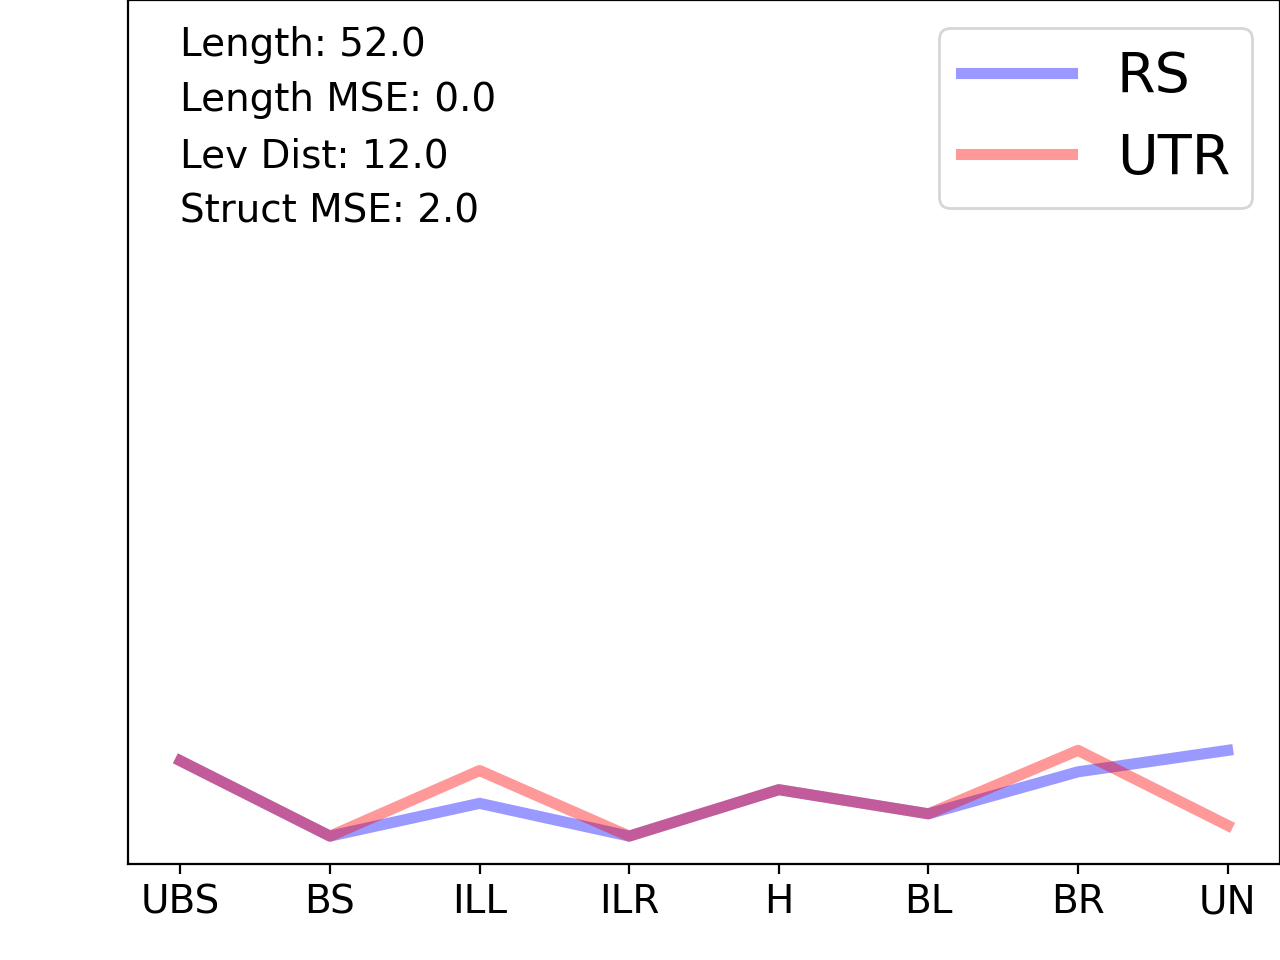 Length: 52.0
Length MSE: 0.0
Lev Dist: 12.0
Struct MSE: 2.0
RS
UTR
UBS BS ILL ILR H BL BR UN